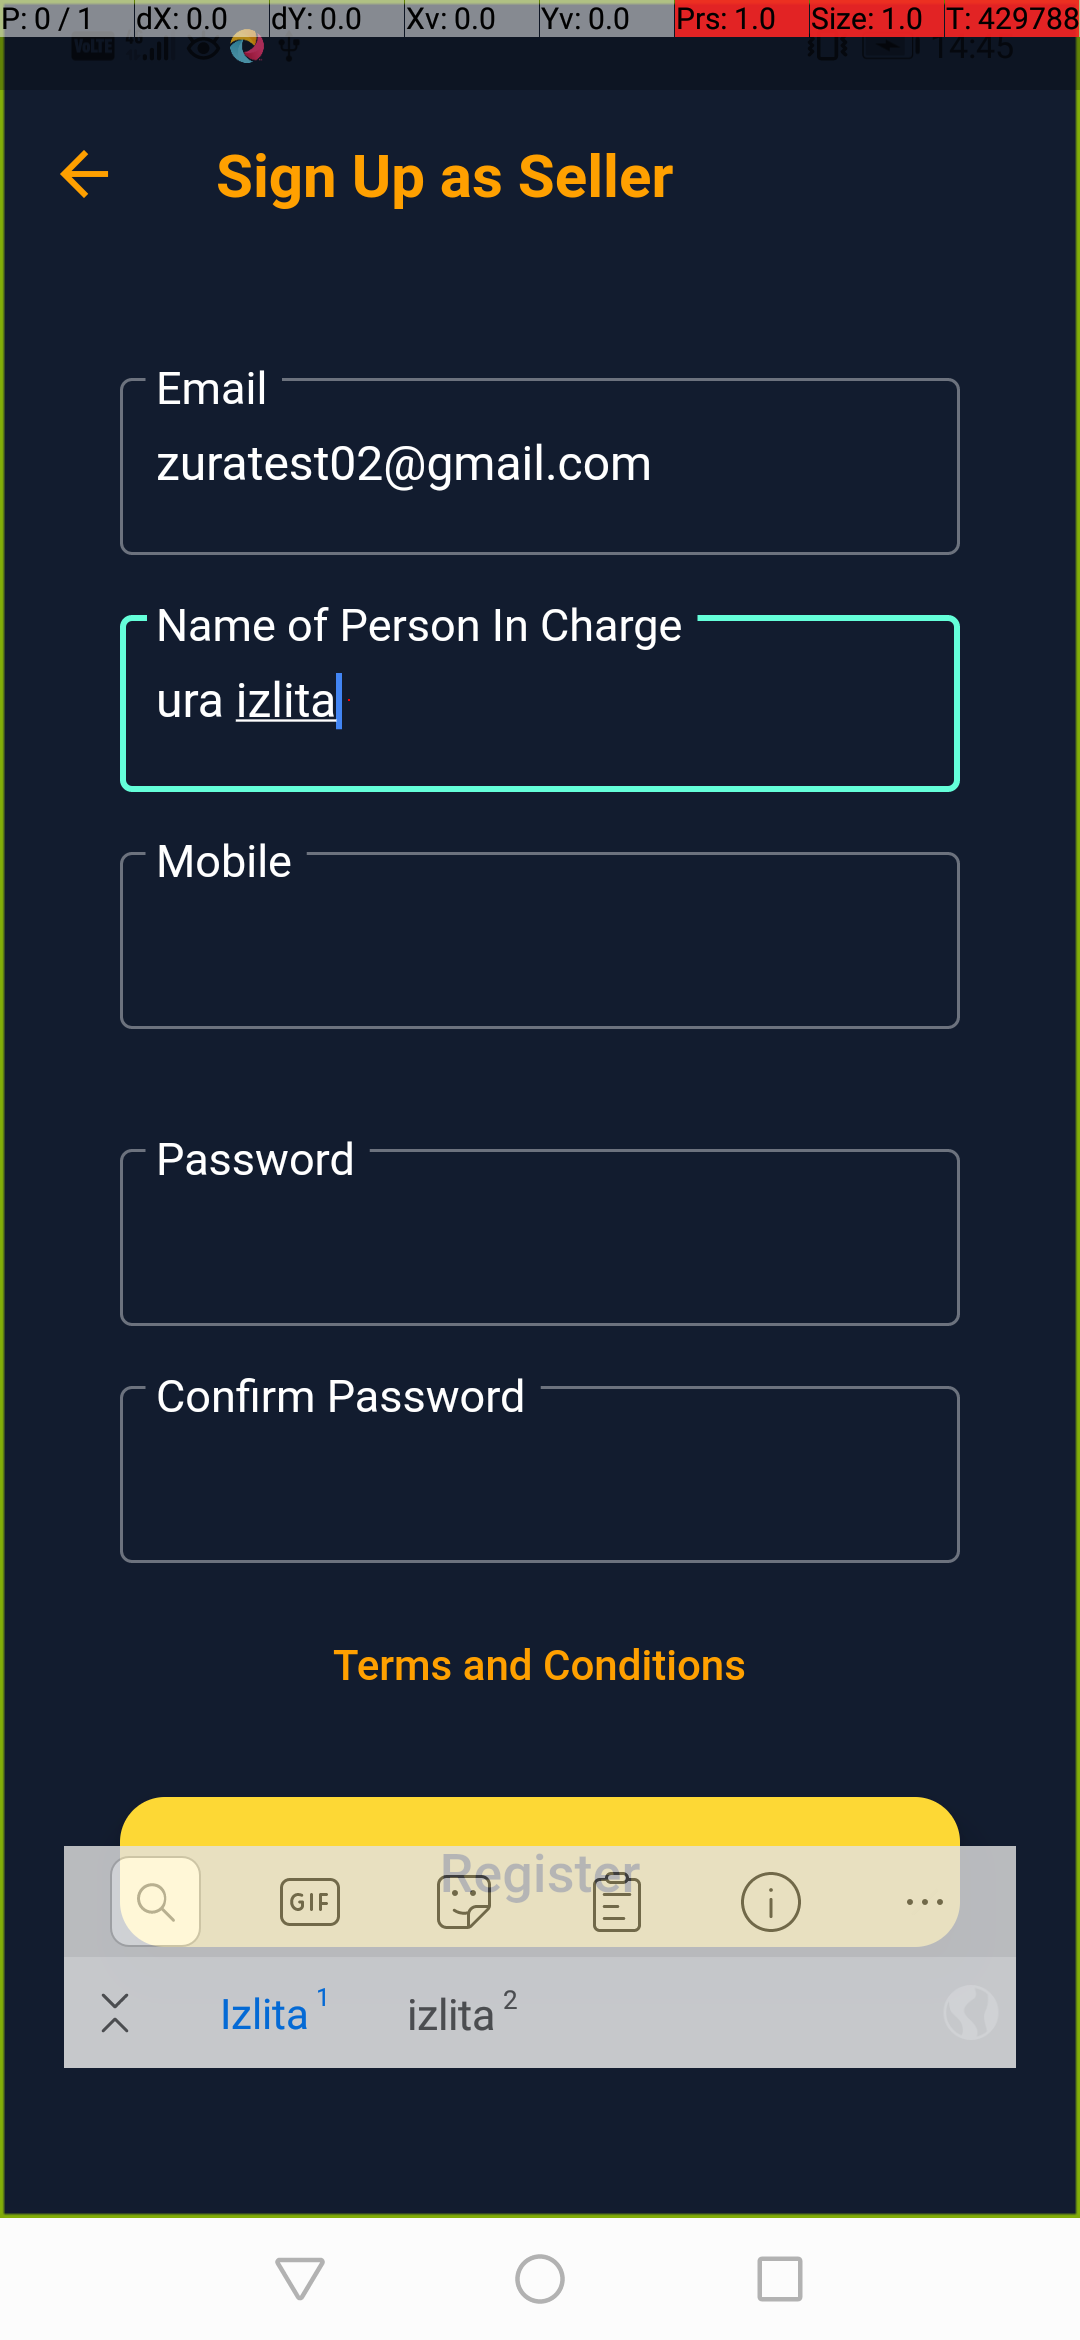 P: 0 / 1 dX: 0.0 dY: 0.0 Xv: 0.0 Yv: 0.0 Prs: 1.0 Size: 1.0 T: 429788
VoLTE 14:45
Sign Up as Seller
Email
zuratest02@gmail.com
Name of Person In Charge
ura izlita
Mobile
Password
Confirm Password
Terms and Conditions
Register
GIF
Izlita 1 izlita 2